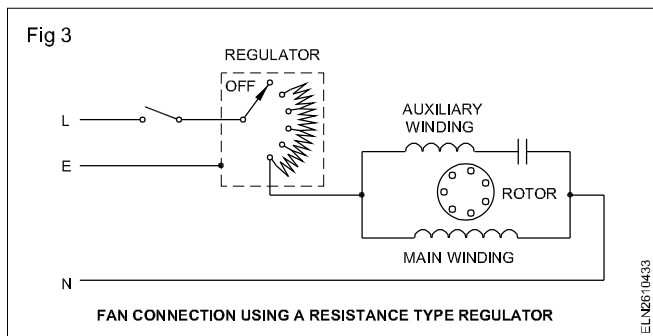 Fig 3
REGULATOR
OFF
AUXILIARY
WINDING
L
E
ROTOR
MAIN WINDING
N
FAN CONNECTION USING A RESISTANCE TYPE REGULATOR
ELN2610433